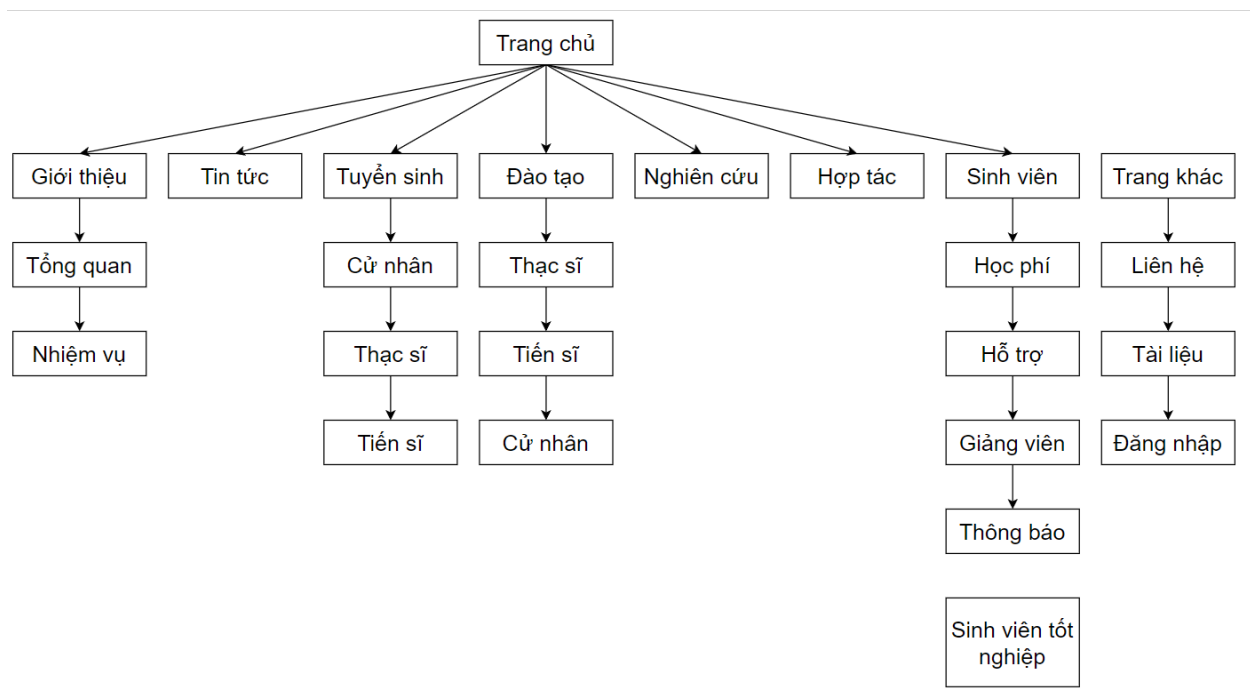 Trang chủ
Giới thiệu
Tin tức
Tuyển sinh
Đào tạo
Nghiên cứu
Hợp tác
Sinh viên
Trang khác
Tổng quan
Cử nhân
Thạc sĩ
Học phí
Liên hệ
Nhiệm vụ
Thạc sĩ
Tiến sĩ
Hỗ trợ
Tài liệu
Tiến sĩ
Cử nhân
Giảng viên
Đăng nhập
Thông báo
Sinh viên tốt
nghiệp